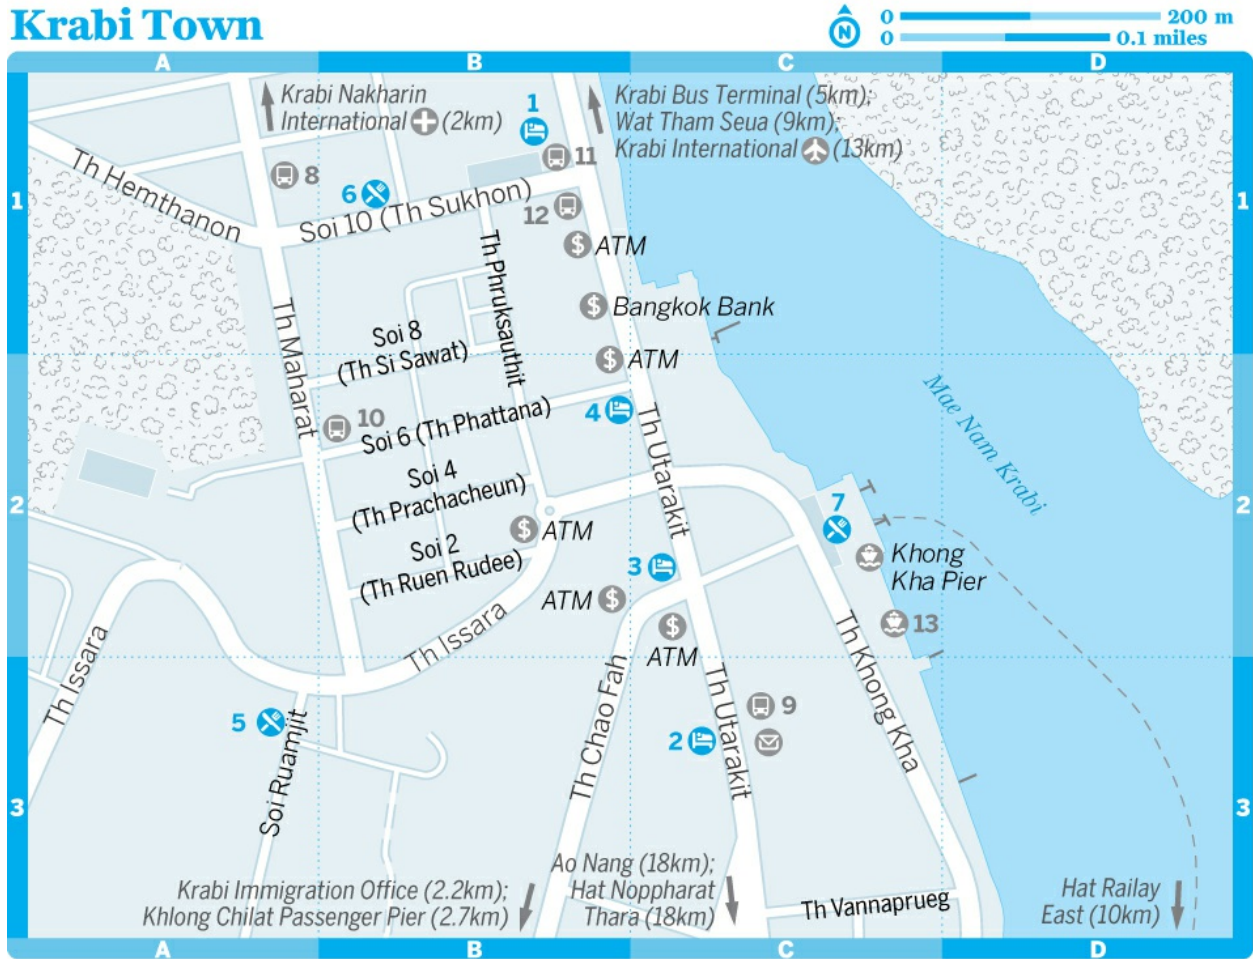 Krabi Town
N
0 200 m
0 0.1 miles
A B C D
Krabi Nakharin
International (2km)
1
Krabi Bus Terminal (5km);
Wat Tham Seua (9km);
Krabi International (13km)
Th Hemthanon
8
6
11
1
1
Soi 10 (Th Sukhon)
12
ATM
Th Phruksauthit
Bangkok Bank
Th Maharat
Soi 8
(Th Si Sawat)
ATM
Mae Nam Krabi
10
Soi 6 (Th Phattana)
4
Th Utarakit
Soi 4
(Th Prachacheun)
2
2
7
ATM
Soi 2
(Th Ruen Rudee)
3
Khong
Kha Pier
ATM
13
Th Issara
ATM
Th Issara
Th Khong Kha
Th Chao Fah
Th Utarakit
9
5
2
Soi Ruamjit
3
3
Ao Nang (18km);
Hat Noppharat
Thara (18km)
Krabi Immigration Office (2.2km);
Khlong Chilat Passenger Pier (2.7km)
Th Vannaprueg
Hat Railay
East (10km)
A B C D